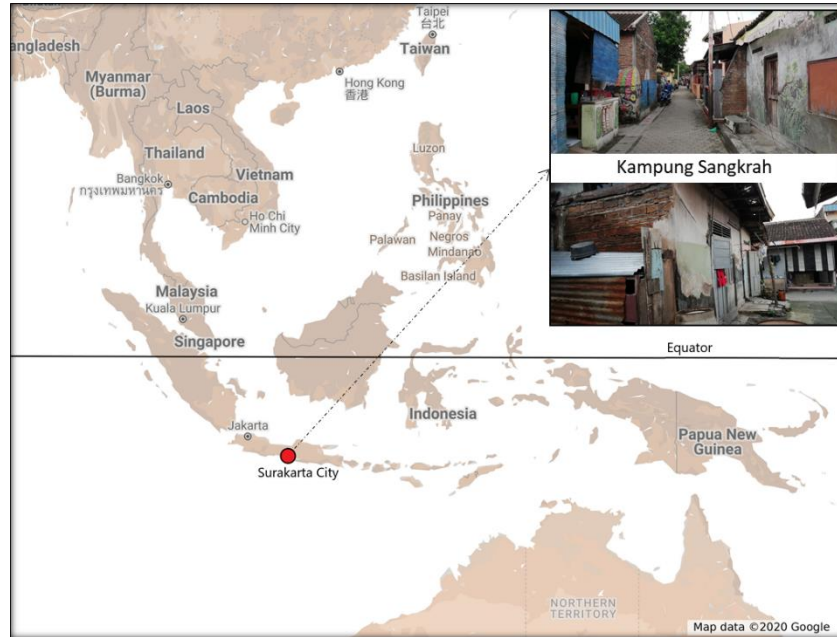 Taipei
台北
Taiwan
angladesh
Myanmar
(Burma)
Hong Kong
香港
Laos
Thailand
Luzon
Vietnam
Bangkok
กรุงเทพมหานคร
Cambodia
Ho Chi
Minh City
Philippines
Panay
Palawan
Negros
Mindanao
Basilan Island
Kampung Sangkrah
Malaysia
Kuala Lumpur
Singapore
Equator
Jakarta
Indonesia
Papua New
Guinea
Surakarta City
NORTHERN
TERRITORY
Map data ©2020 Google